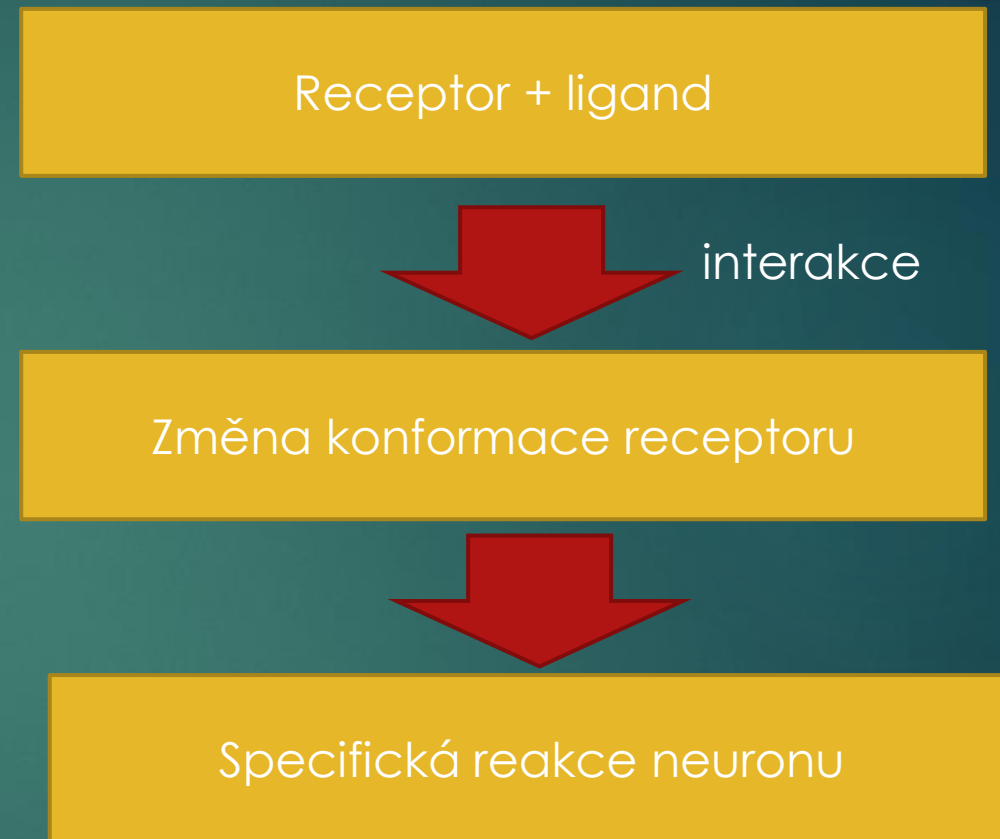 Receptor + ligand
interakce
Změna konformace receptoru
Specifická reakce neuronu